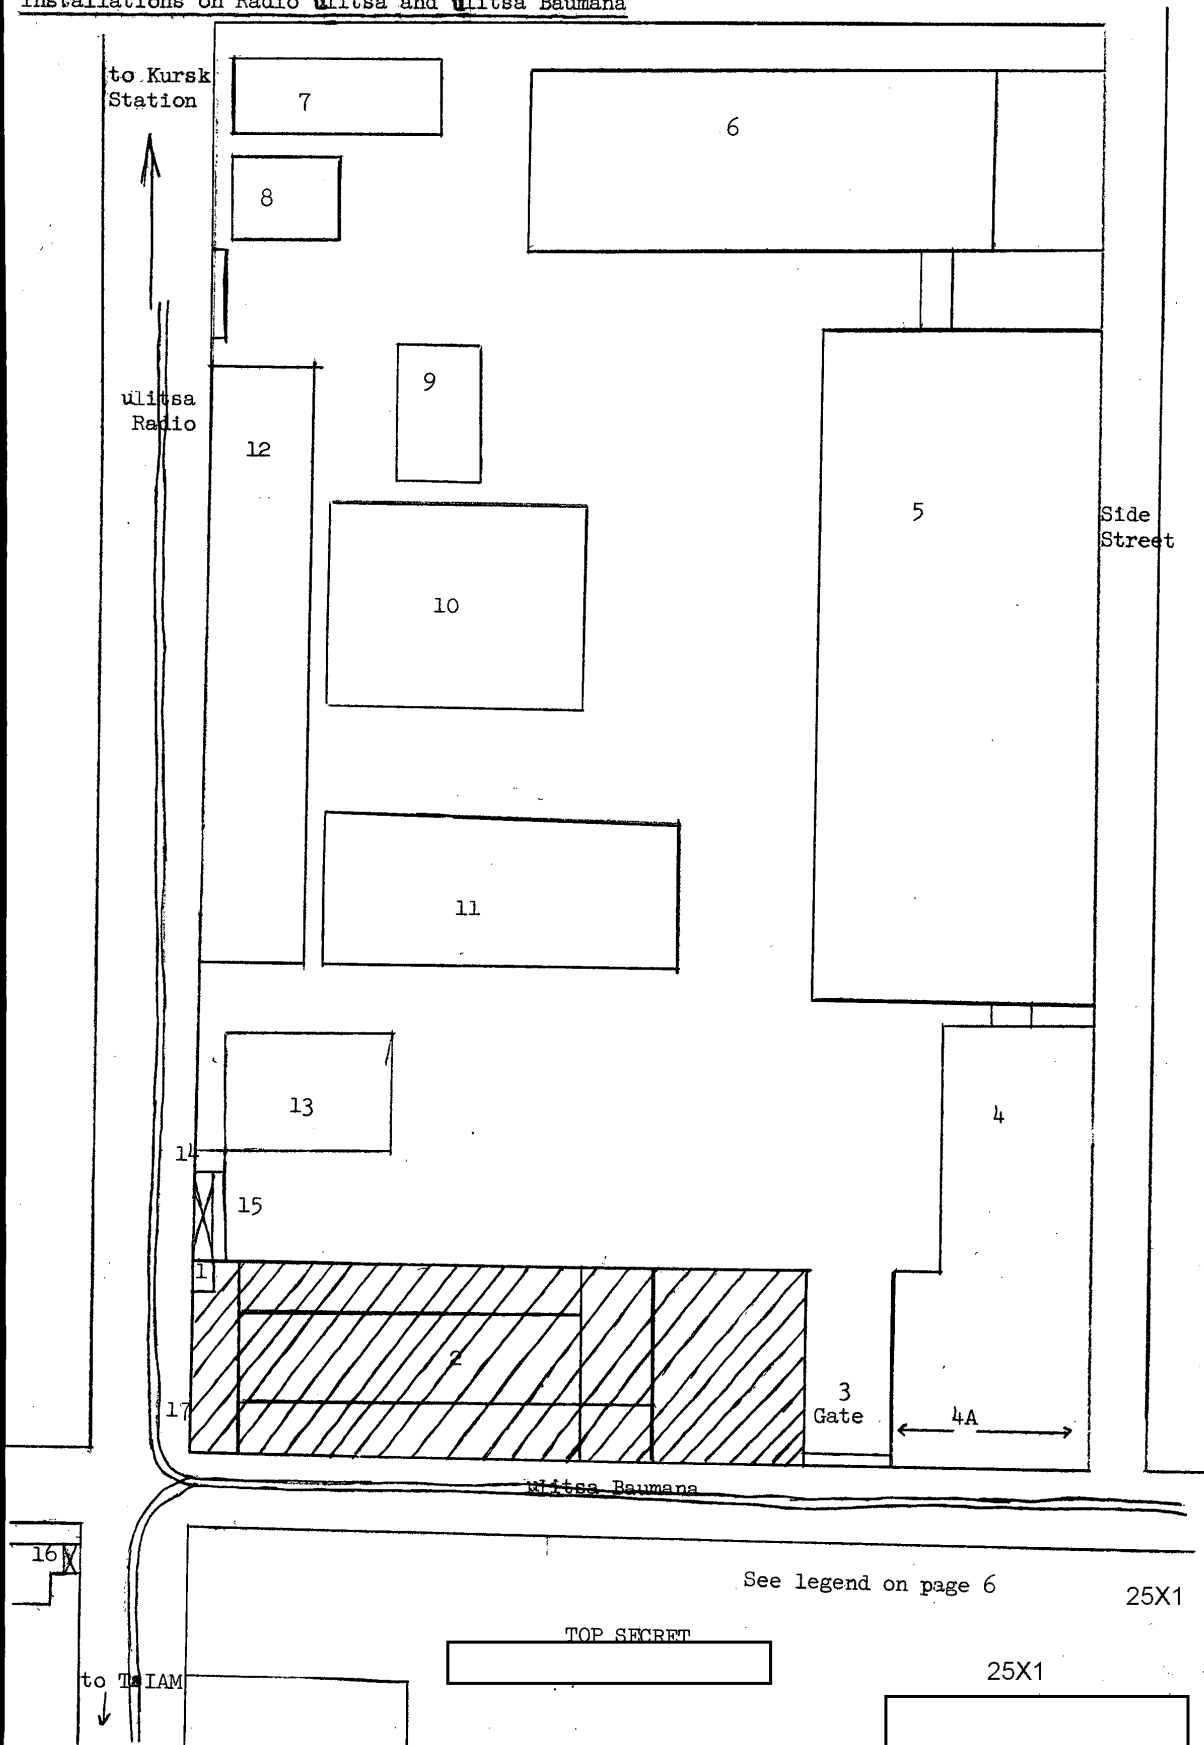 Installations on Radio ulitsa and ulitsa Baumana
to Kursk
Station
7
6
8
9
ulitsa
Radio
12
5
Side
Street
10
11
13
4
14
15
1
2
3
Gate
4A
17
ulitsa Baumana
16
See legend on page 6
25X1
TOP SECRET
25X1
to TsIAM